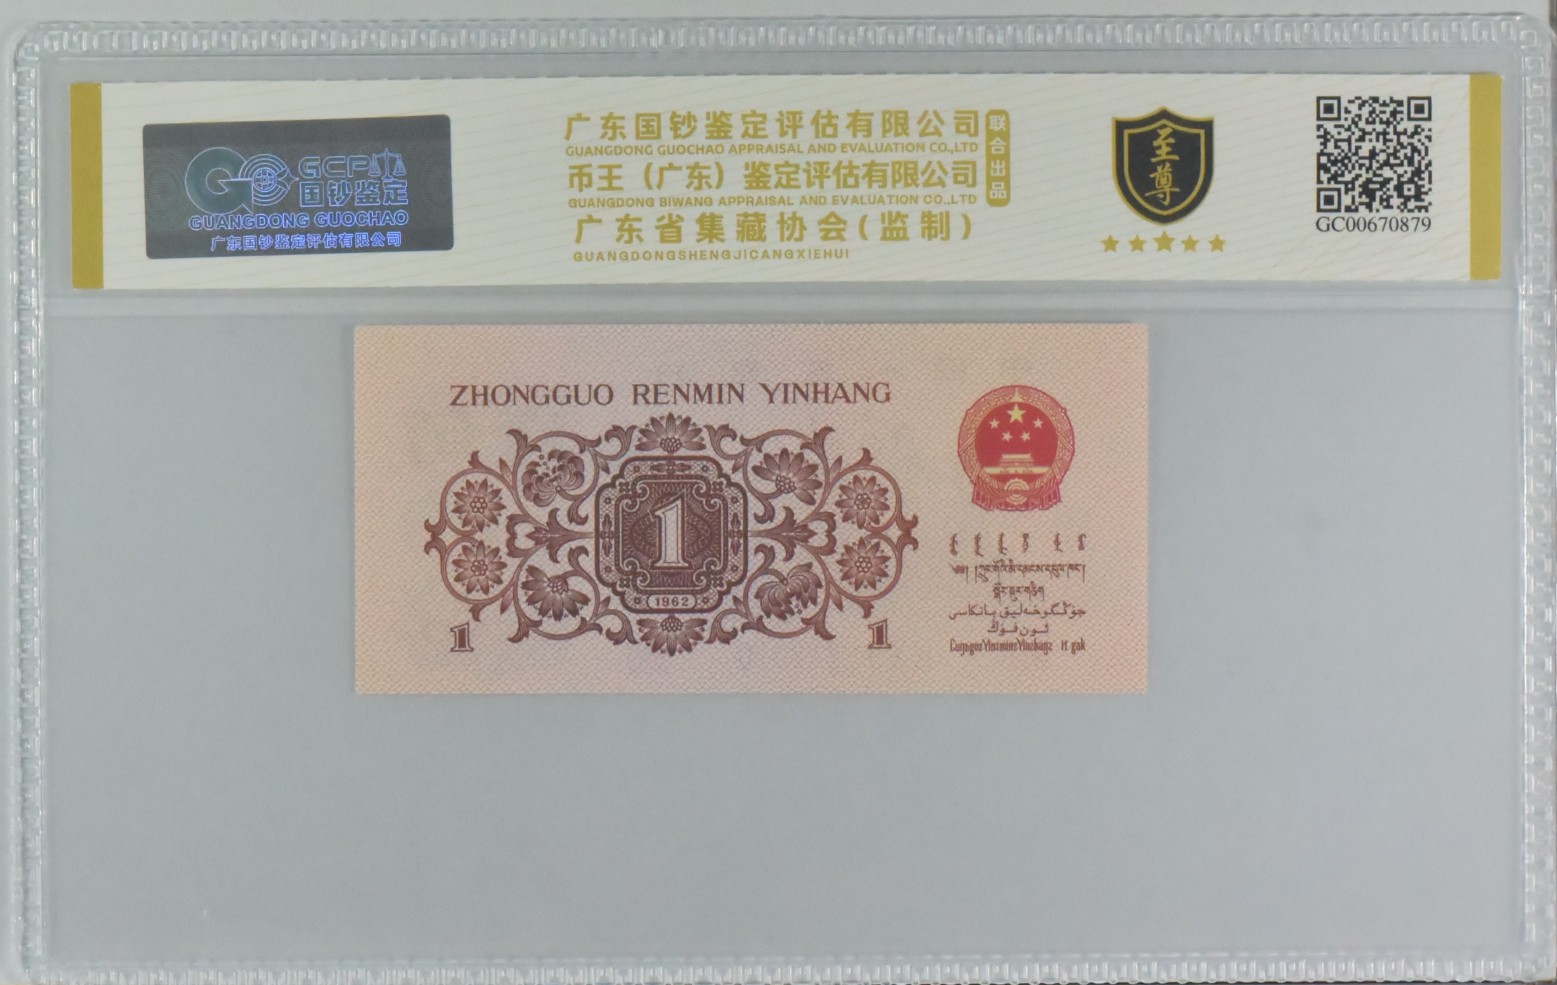 GCP
国钞鉴定
GUANGDONG GUOCHAO
广东国钞鉴定评估有限公司
广东国钞鉴定评估有限公司
GUANGDONG GUOCHAO APPRAISAL AND EVALUATION CO.,LTD
币王（广东）鉴定评估有限公司
GUANGDONG BIWANG APPRAISAL AND EVALUATION CO.,LTD
广东省集藏协会(监制)
GUANGDONGSHENGJICANGXIEHUI
联合出品
至尊
GC00670879
ZHONGGUO RENMIN YINHANG
1
1962
1
1